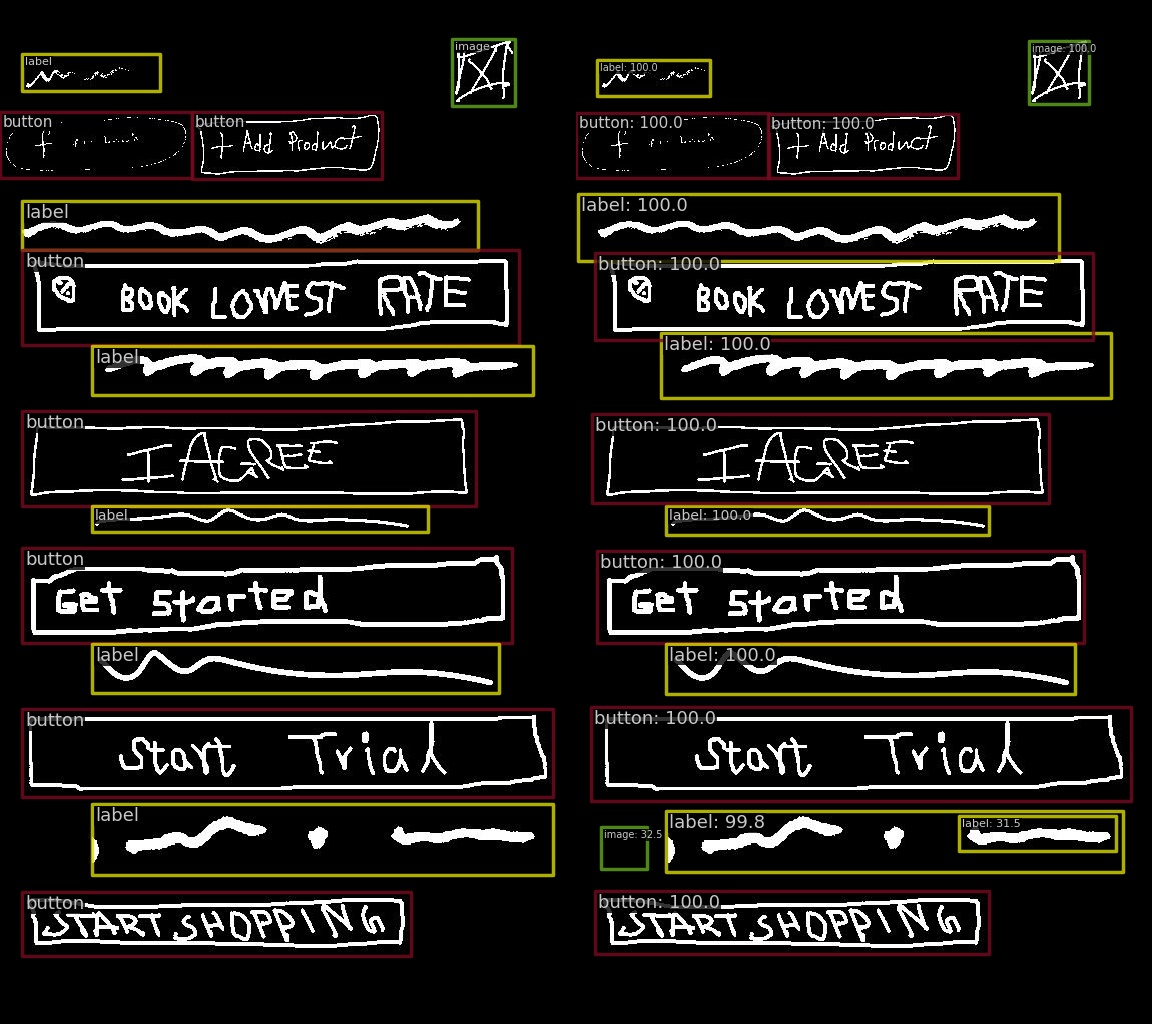 image
image: 100.0
label
label: 100.0
button
button
button: 100.0
button: 100.0
+
+ Add Product
+
+ Add Product
label
label: 100.0
button
button: 100.0
BOOK LOWEST RATE
BOOK LOWEST RATE
label
label: 100.0
button
button: 100.0
I AGREE
I AGREE
label
label: 100.0
button
button: 100.0
Get Started
Get Started
label
label: 100.0
button
button: 100.0
Start Trial
Start Trial
label
label: 99.8
label: 31.5
image: 32.5
button
button: 100.0
START SHOPPING
START SHOPPING